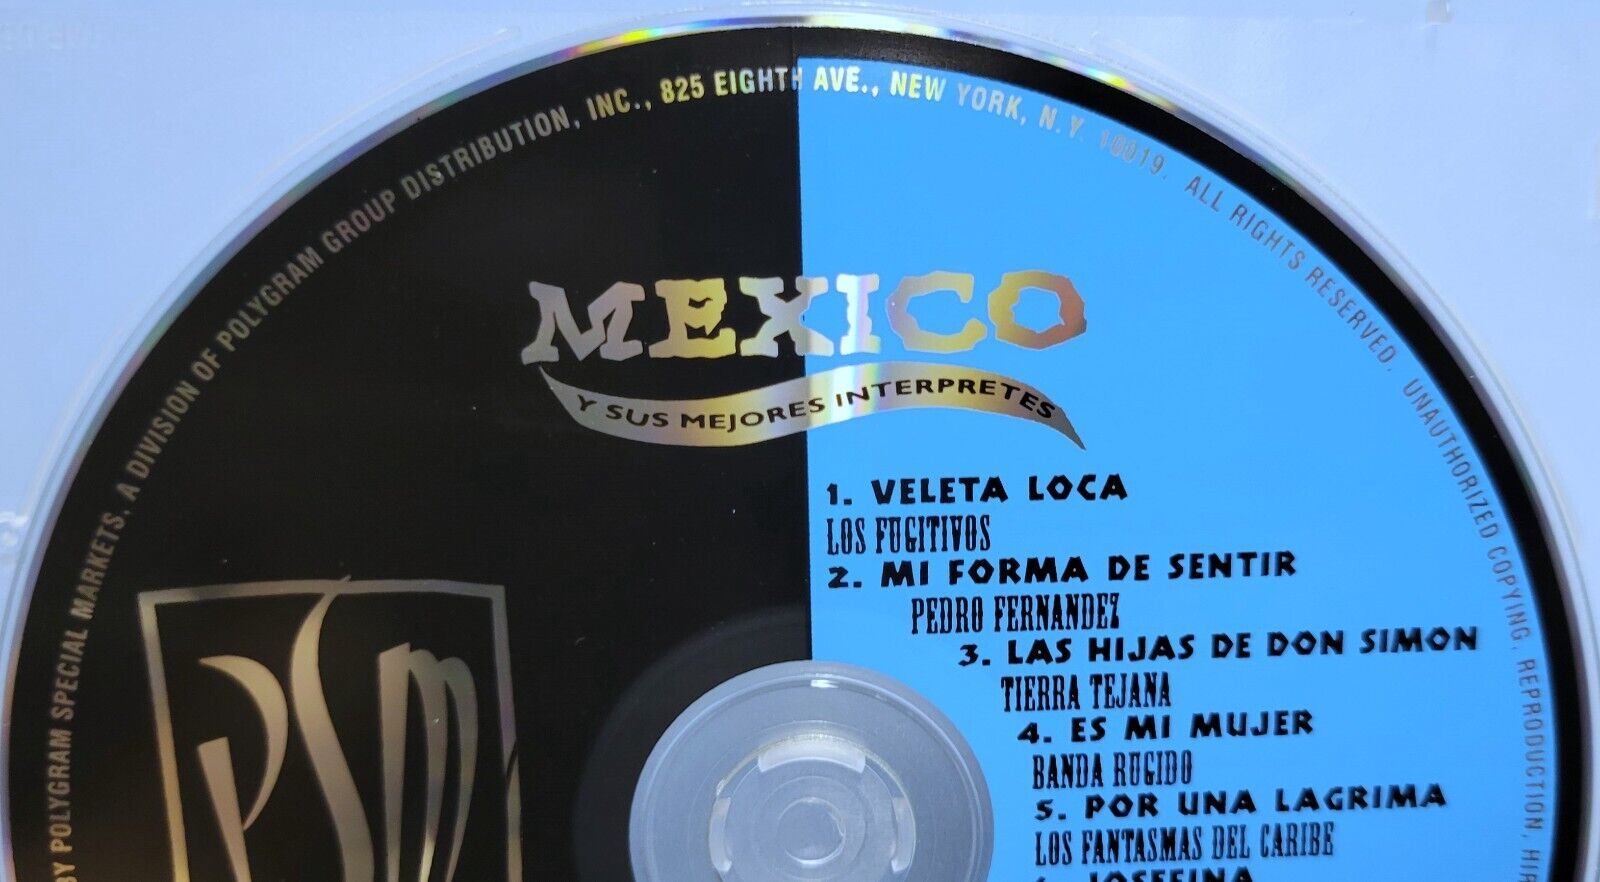 BY POLYGRAM SPECIAL MARKETS, A DIVISION OF POLYGRAM GROUP DISTRIBUTION, INC., 825 EIGHTH AVE., NEW YORK, N.Y. 10019. ALL RIGHTS RESERVED. UNAUTHORIZED COPYING, REPRODUCTION,
MEXICO
Y SUS MEJORES INTERPRETES
1. VELETA LOCA
LOS FUGITIVOS
2. MI FORMA DE SENTIR
PEDRO FERNANDEZ
3. LAS HIJAS DE DON SIMON
TIERRA TEJANA
4. ES MI MUJER
BANDA RUGIDO
5. POR UNA LAGRIMA
LOS FANTASMAS DEL CARIBE
JOSEFINA
PSM